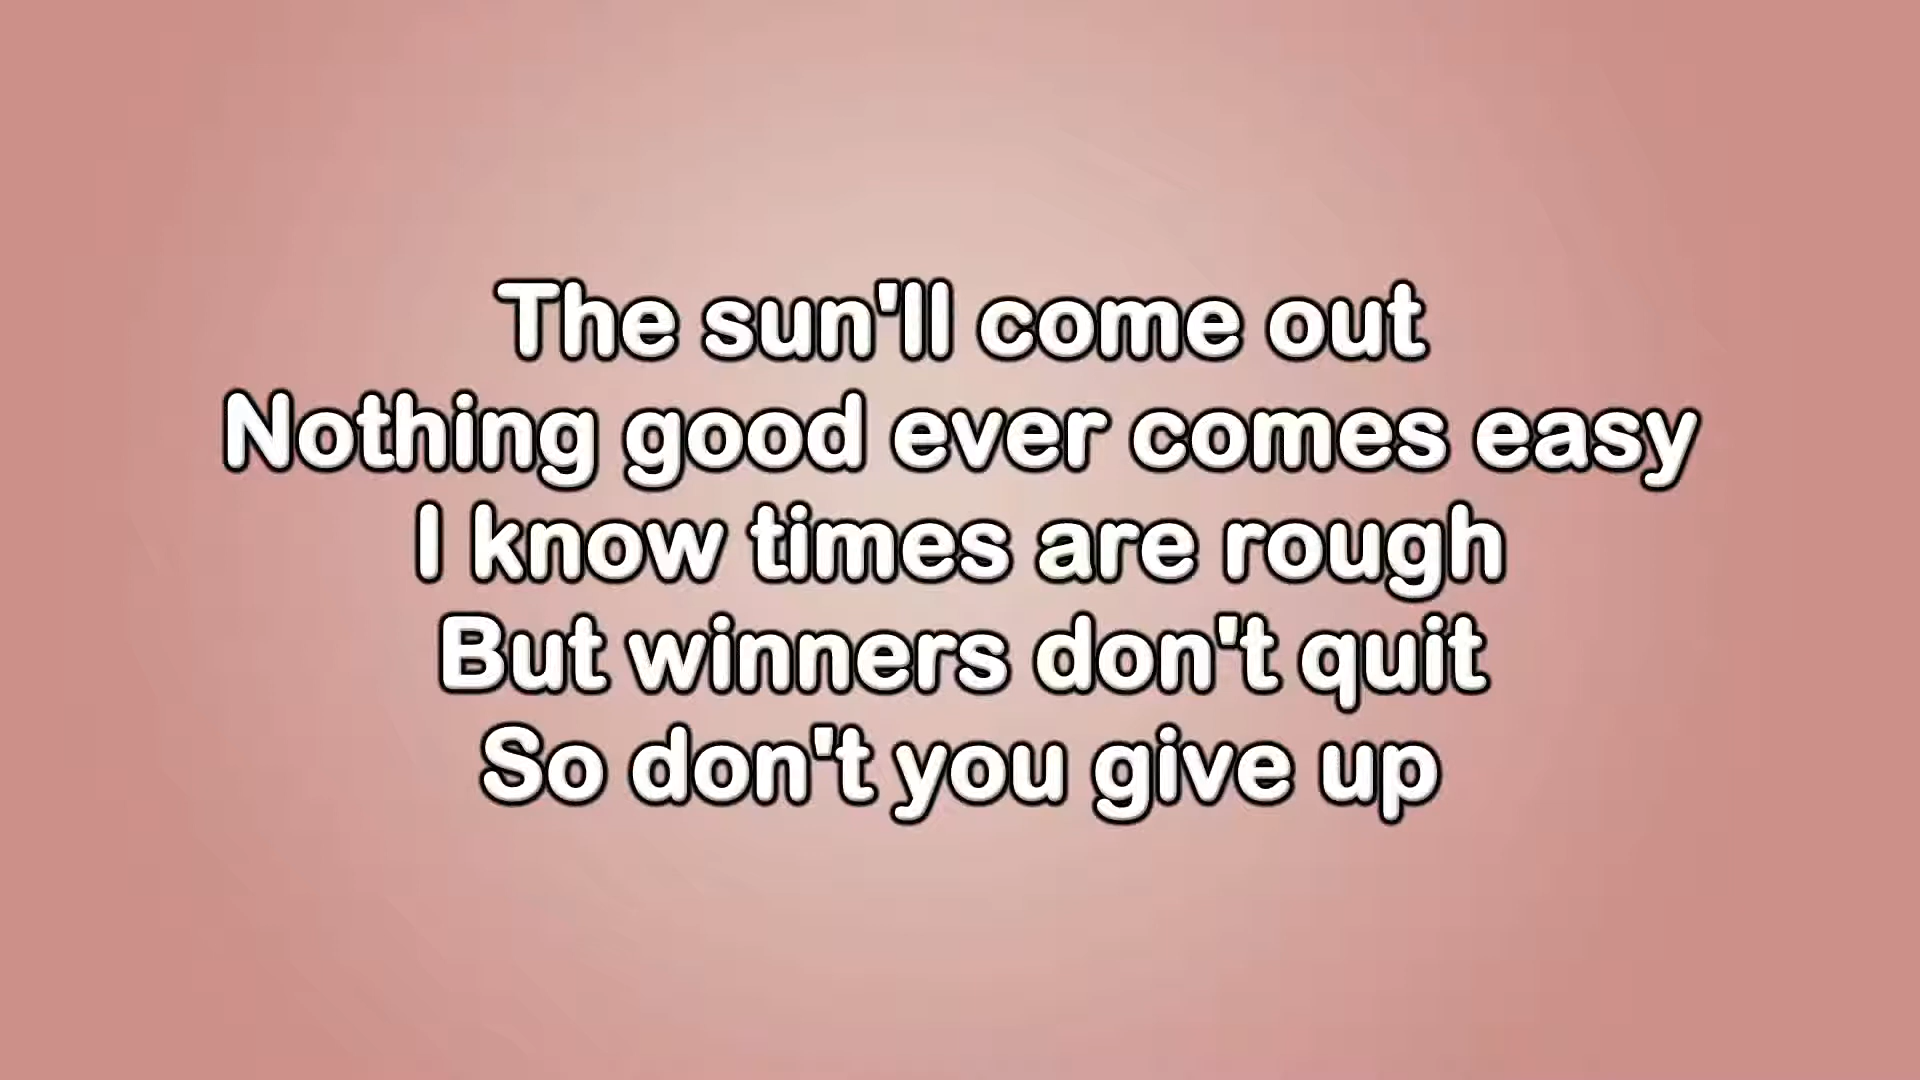 The sun'll come out
Nothing good ever comes easy
I know times are rough
But winners don't quit
So don't you give up